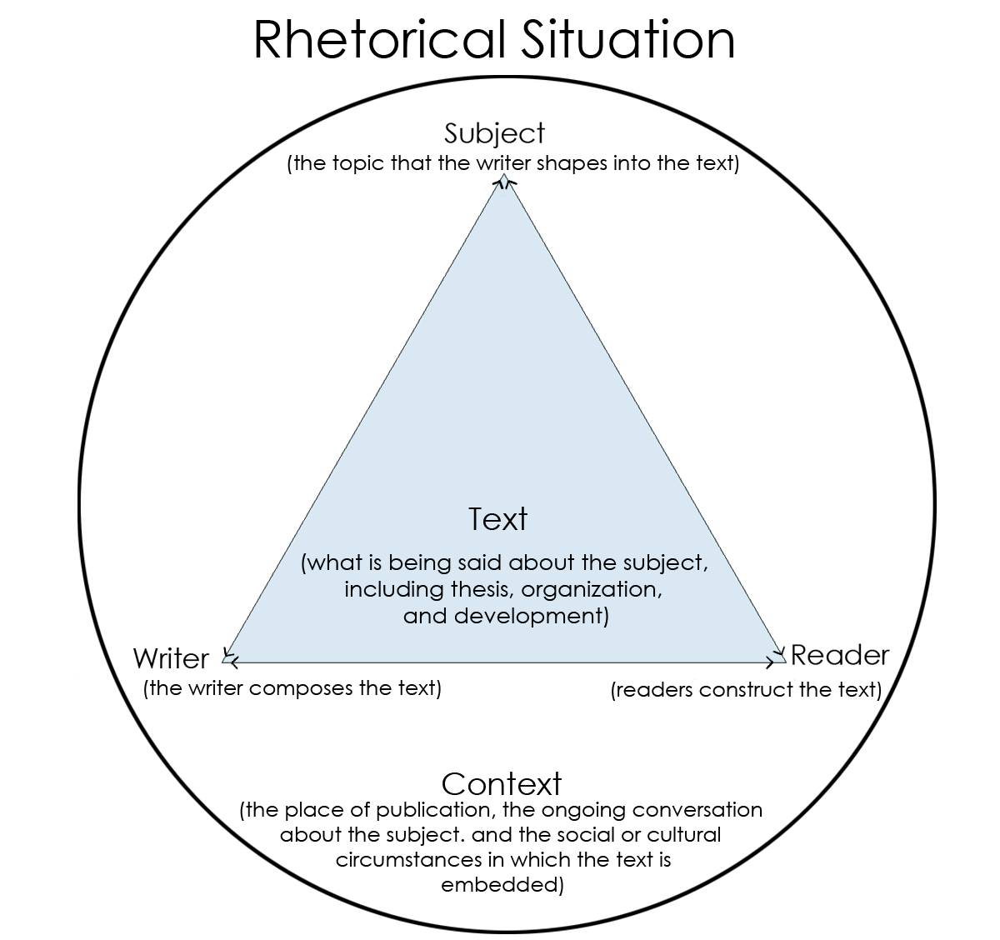 Rhetorical Situation
Subject
(the topic that the writer shapes into the text)
Text
(what is being said about the subject,
including thesis, organization,
and development)
Writer
(the writer composes the text)
Reader
(readers construct the text)
Context
(the place of publication, the ongoing conversation
about the subject. and the social or cultural
circumstances in which the text is
embedded)